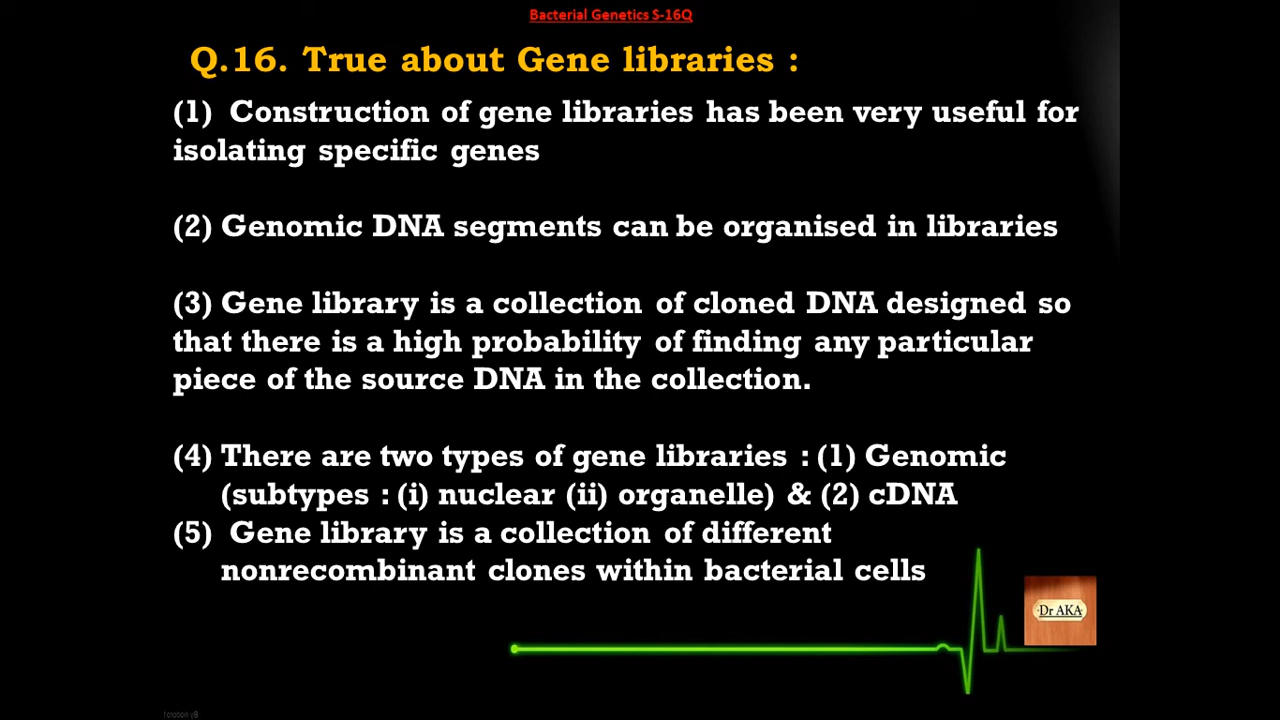 Bacterial Genetics S-16Q
Q.16. True about Gene libraries :
(1) Construction of gene libraries has been very useful for
isolating specific genes
(2) Genomic DNA segments can be organised in libraries
(3) Gene library is a collection of cloned DNA designed so
that there is a high probability of finding any particular
piece of the source DNA in the collection.
(4) There are two types of gene libraries : (1) Genomic
(subtypes : (i) nuclear (ii) organelle) & (2) cDNA
(5) Gene library is a collection of different
nonrecombinant clones within bacterial cells
Dr AKA